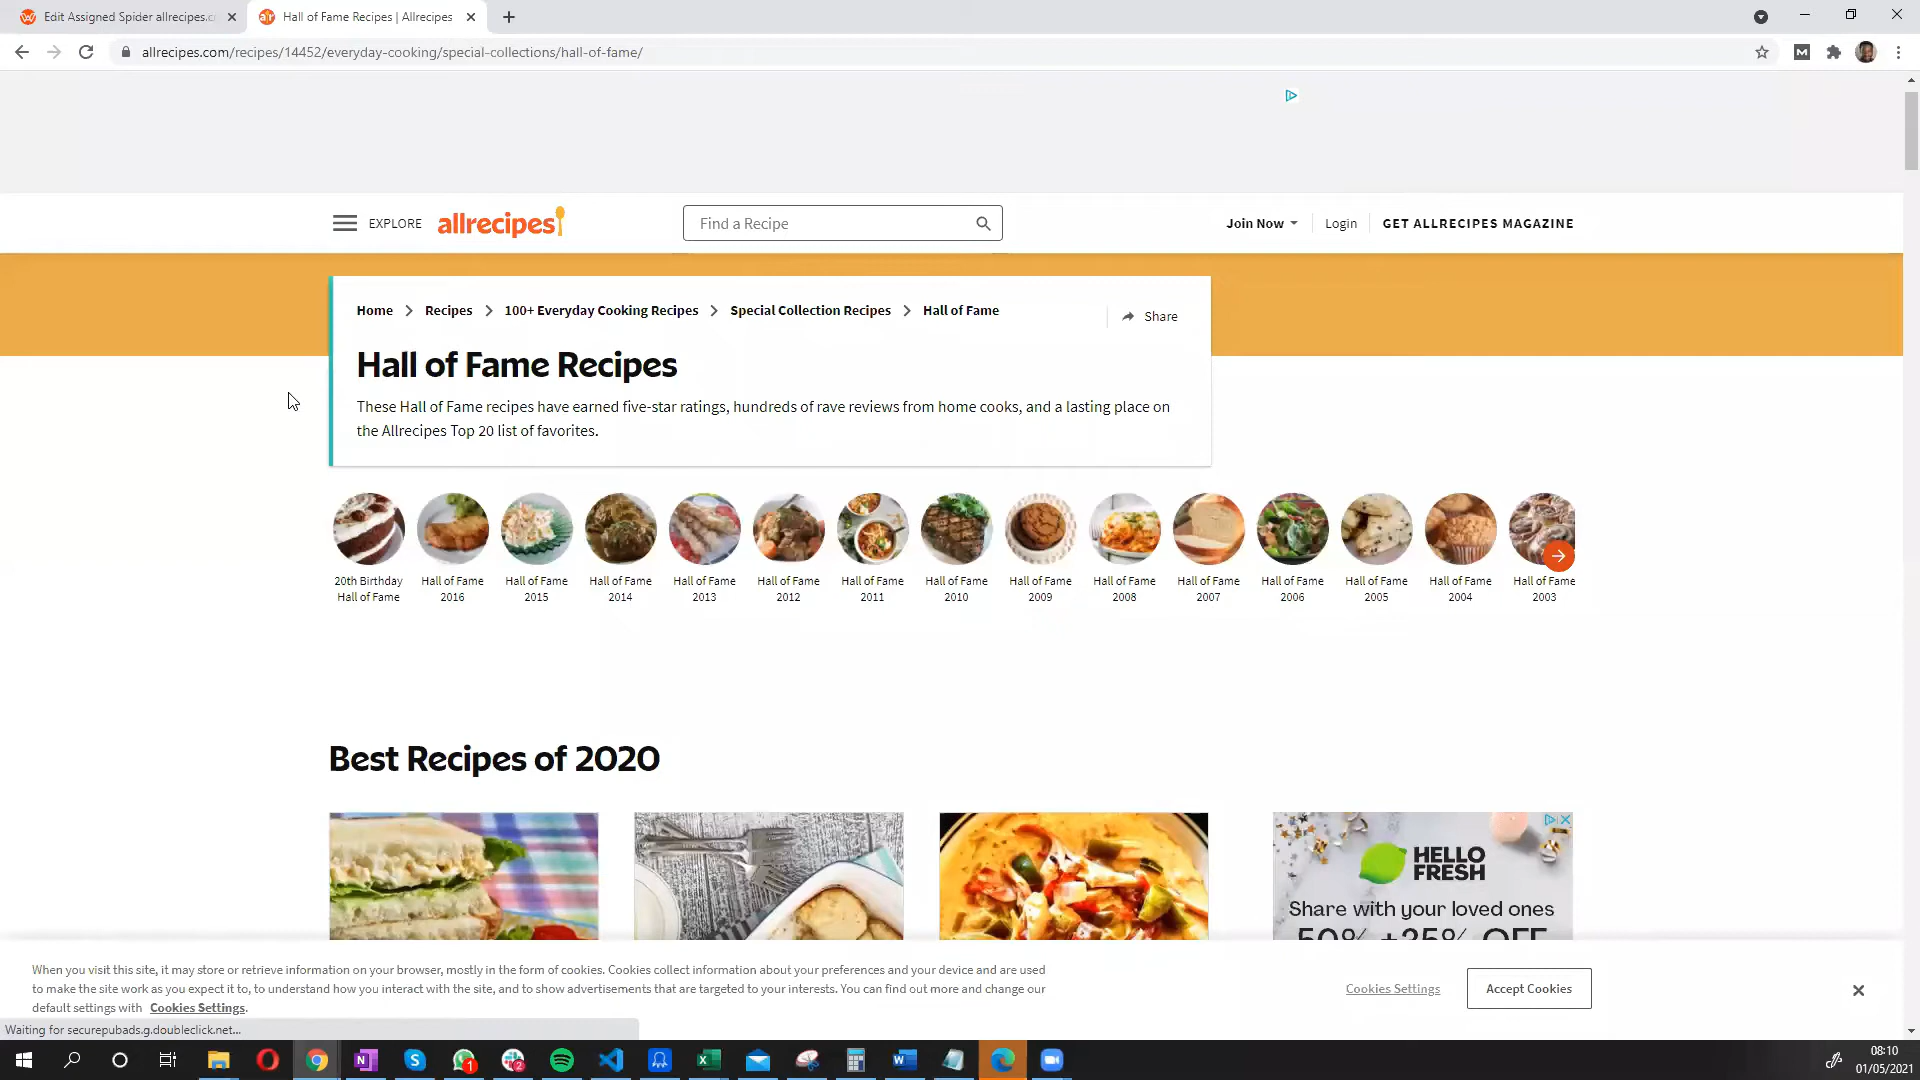 Edit Assigned Spider allrecipes.c
Hall of Fame Recipes | Allrecipes
allrecipes.com/recipes/14452/everyday-cooking/special-collections/hall-of-fame/
EXPLORE
allrecipes
Find a Recipe
Join Now
Login
GET ALLRECIPES MAGAZINE
Home > Recipes > 100+ Everyday Cooking Recipes > Special Collection Recipes > Hall of Fame
Share
Hall of Fame Recipes
These Hall of Fame recipes have earned five-star ratings, hundreds of rave reviews from home cooks, and a lasting place on
the Allrecipes Top 20 list of favorites.
20th Birthday
Hall of Fame
Hall of Fame
2016
Hall of Fame
2015
Hall of Fame
2014
Hall of Fame
2013
Hall of Fame
2012
Hall of Fame
2011
Hall of Fame
2010
Hall of Fame
2009
Hall of Fame
2008
Hall of Fame
2007
Hall of Fame
2006
Hall of Fame
2005
Hall of Fame
2004
Hall of Fame
2003
Best Recipes of 2020
HELLO
FRESH
Share with your loved ones
50% +35% OFF
When you visit this site, it may store or retrieve information on your browser, mostly in the form of cookies. Cookies collect information about your preferences and your device and are used
to make the site work as you expect it to, to understand how you interact with the site, and to show advertisements that are targeted to your interests. You can find out more and change our
default settings with Cookies Settings.
Cookies Settings
Accept Cookies
Waiting for securepubads.g.doubleclick.net...
08:10
01/05/2021